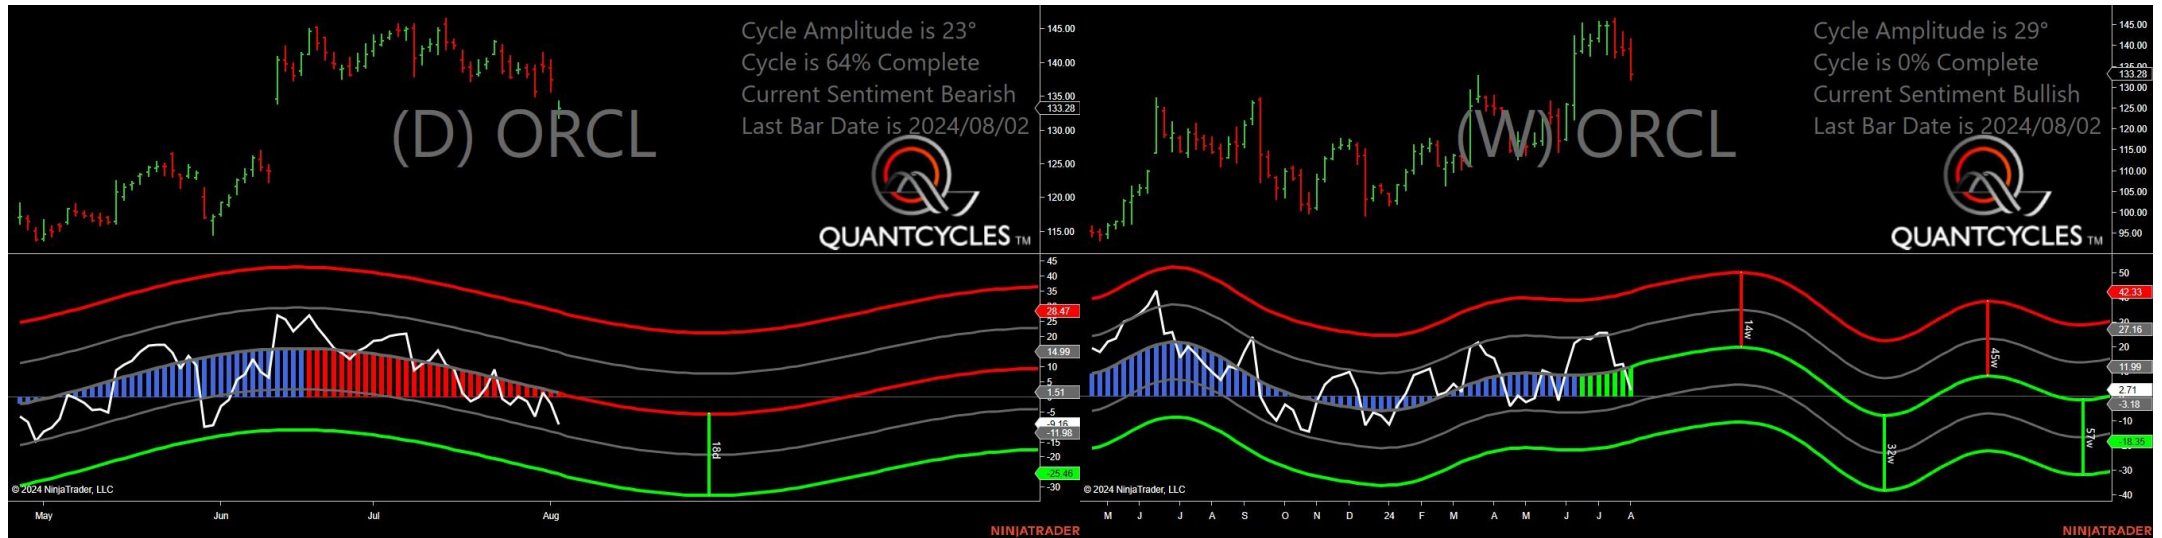 Cycle Amplitude is 23°
Cycle is 64% Complete
Current Sentiment Bearish
Last Bar Date is 2024/08/02
(D) ORCL
QUANTCYCLES TM
145.00
140.00
135.00
133.28
130.00
125.00
120.00
115.00
45
40
35
28.47
25
20
14.99
10
5
1.51
-5
-9.16
-11.98
-15
-20
-25.46
-30
18d
© 2024 NinjaTrader, LLC
May Jun Jul Aug
NINJATRADER
Cycle Amplitude is 29°
Cycle is 0% Complete
Current Sentiment Bullish
Last Bar Date is 2024/08/02
(W) ORCL
QUANTCYCLES TM
145.00
140.00
133.28
130.00
125.00
120.00
115.00
110.00
105.00
100.00
95.00
50
42.33
27.16
20
11.99
2.71
-3.18
-10
-18.35
-30
-40
14w
32w
45w
57w
© 2024 NinjaTrader, LLC
M J J A S O N D 24 F M A M J J A
NINJATRADER